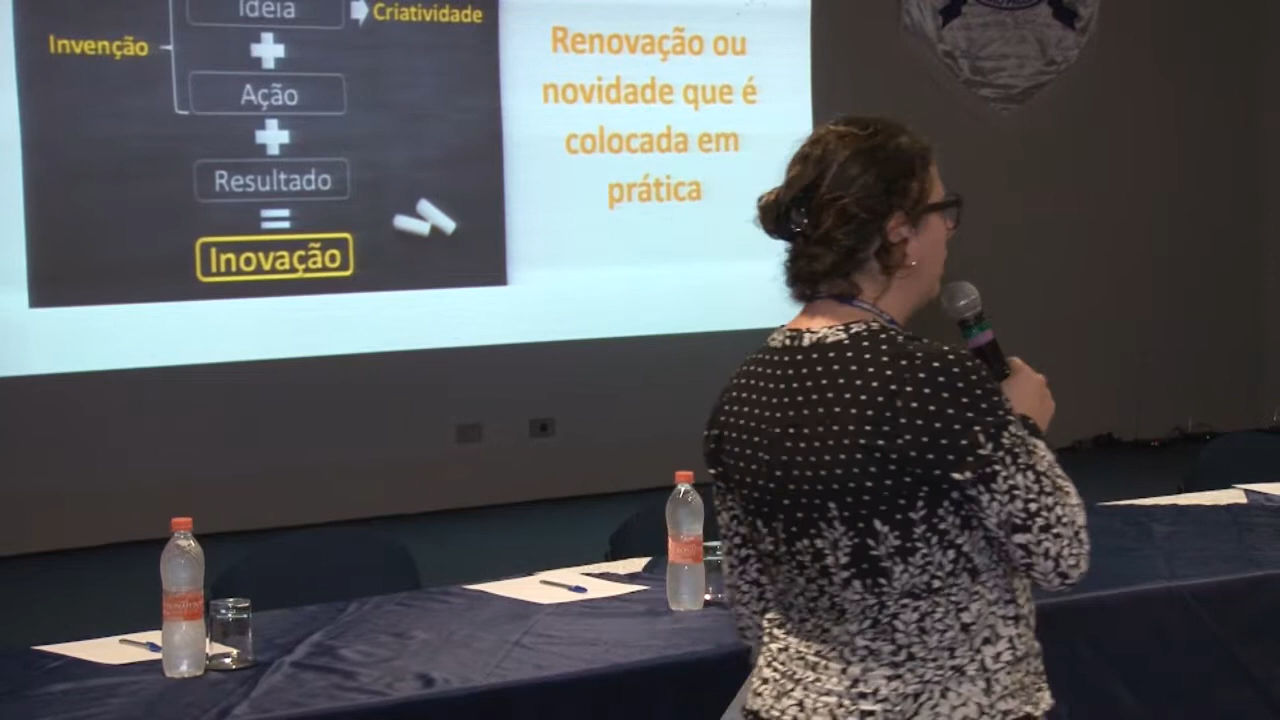 Ideia
Criatividade
Invenção
Ação
Resultado
Inovação
Renovação ou
novidade que é
colocada em
prática